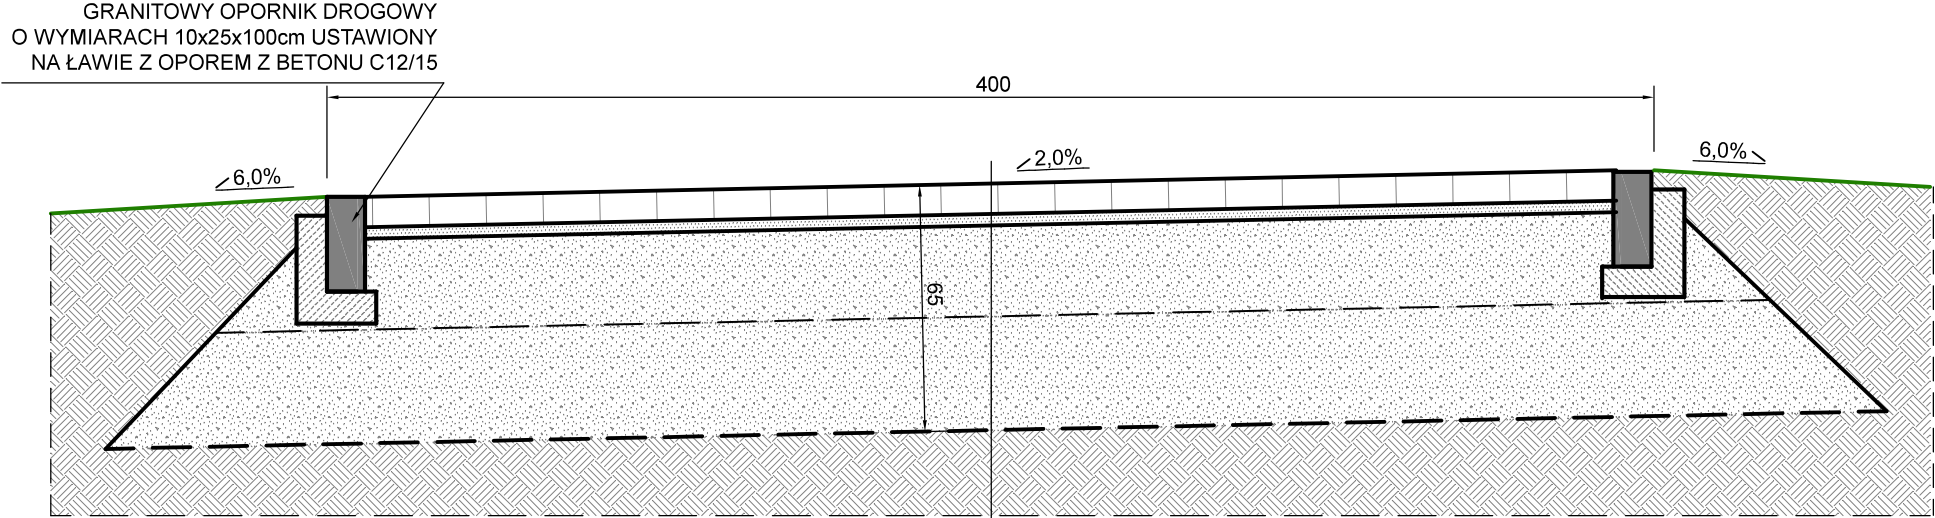 GRANITOWY OPORNIK DROGOWY
O WYMIARACH 10x25x100cm USTAWIONY
NA ŁAWIE Z OPOREM Z BETONU C12/15
400
6,0%
2,0%
6,0%
65